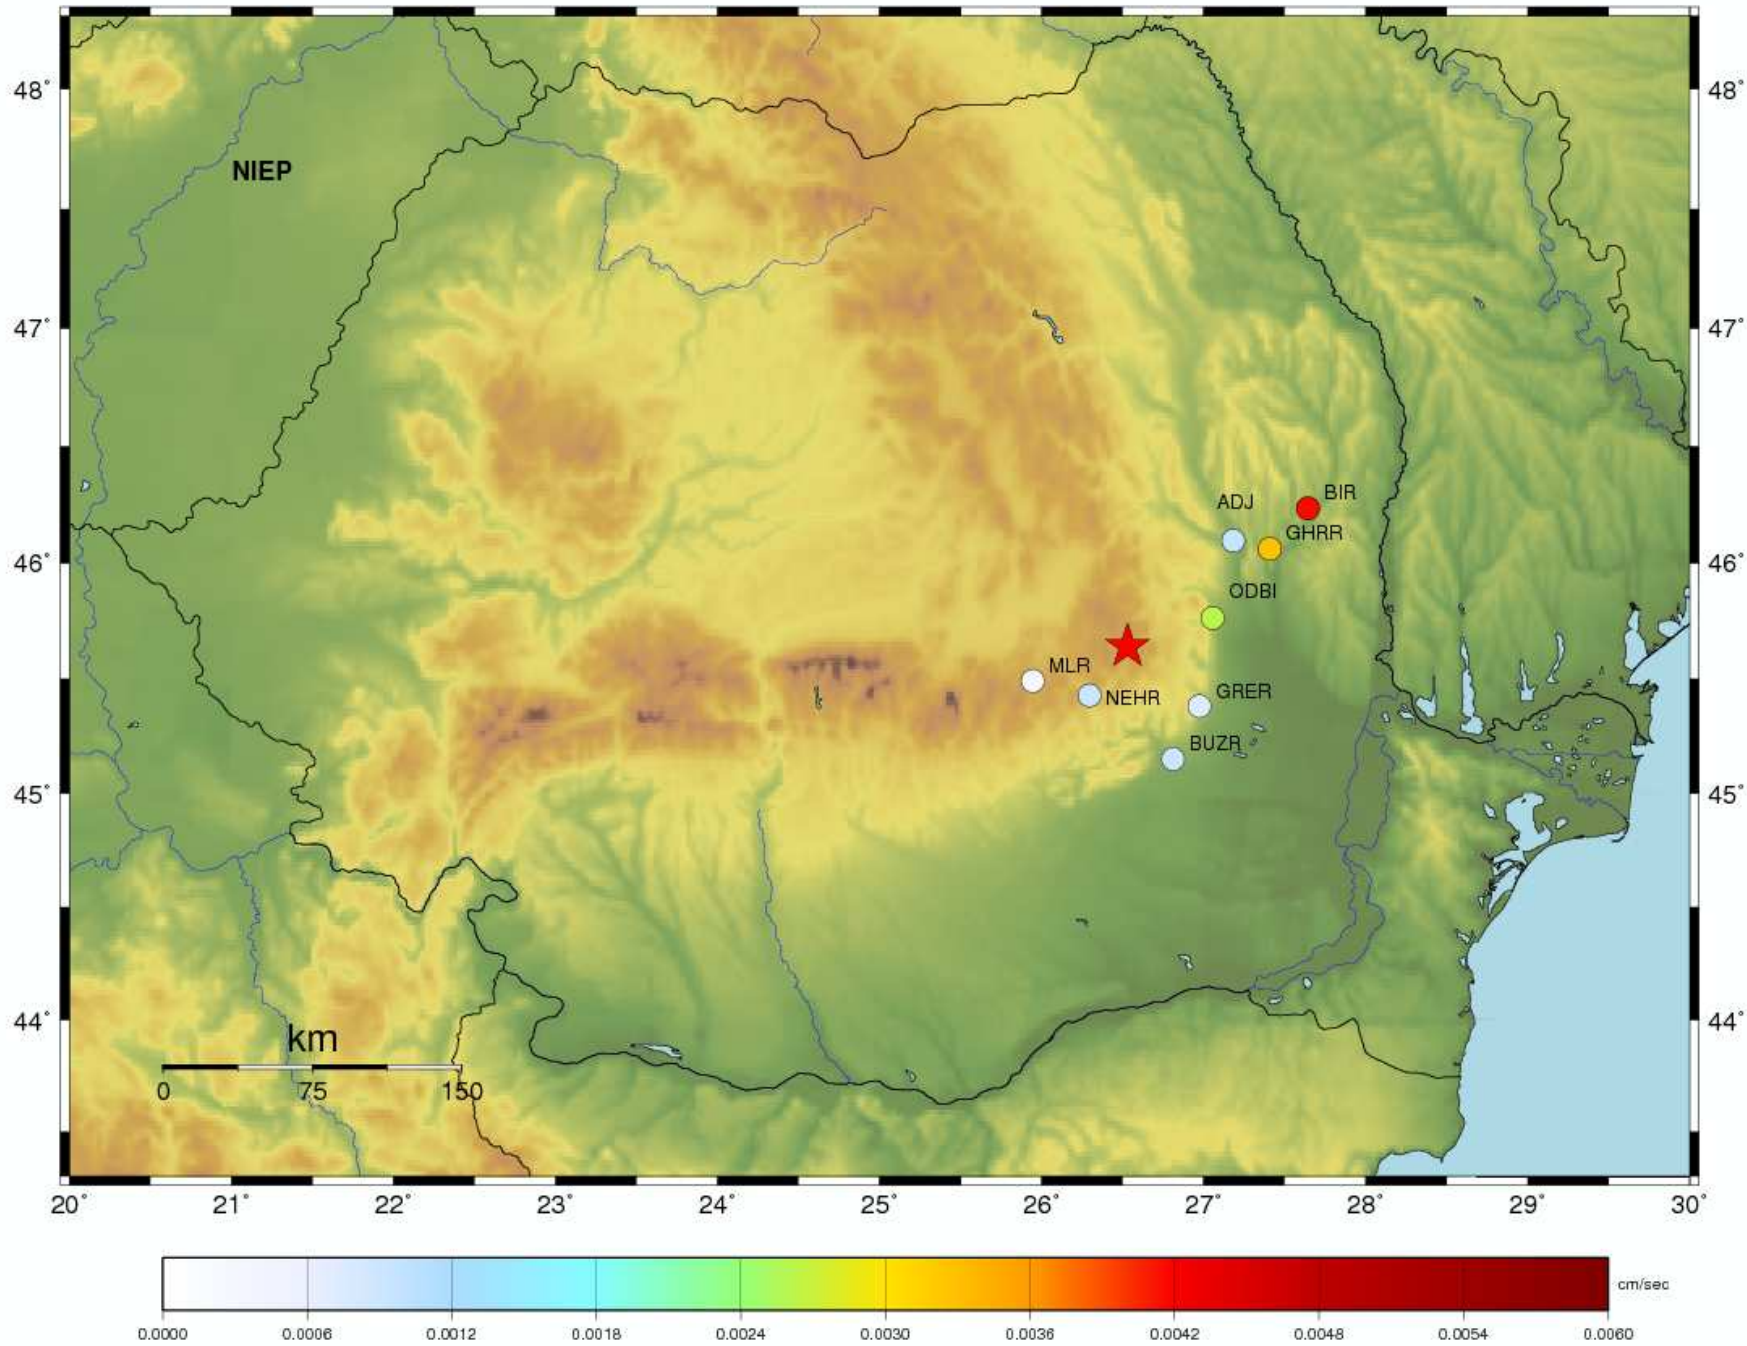 48° 48°
NIEP
47° 47°
BIR
ADJ
GHRR
46° 46°
ODBI
MLR
NEHR
GRER
BUZR
45° 45°
44° 44°
km
0 75 150
20° 21° 22° 23° 24° 25° 26° 27° 28° 29° 30°
cm/sec
0.0000 0.0006 0.0012 0.0018 0.0024 0.0030 0.0036 0.0042 0.0048 0.0054 0.0060